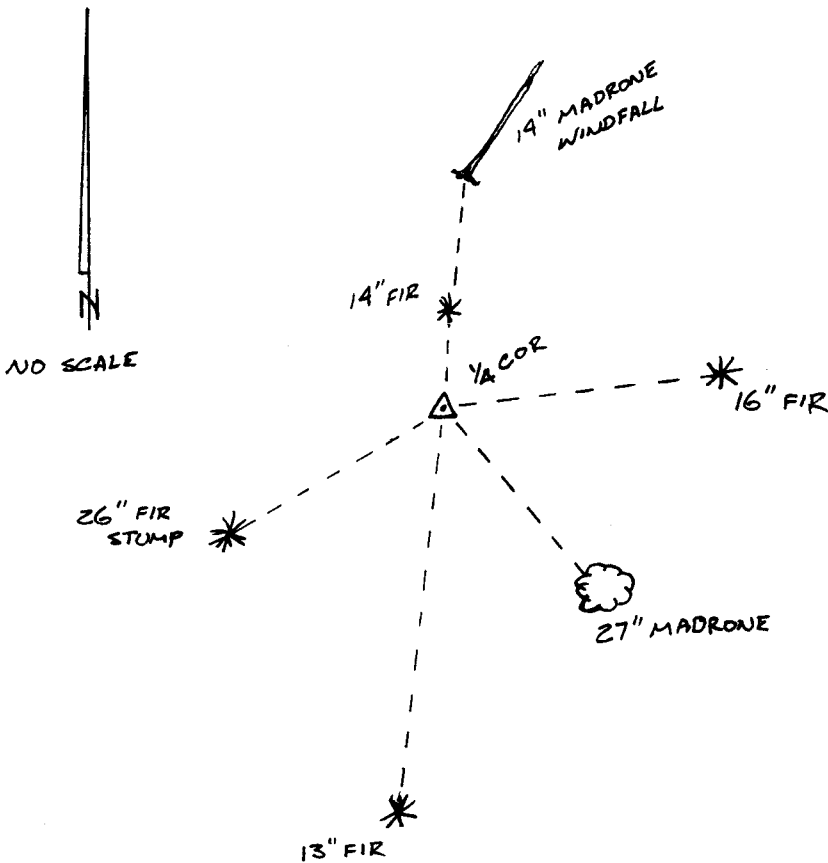 14" MADRONE
WINDFALL
N
14" FIR
NO SCALE
1/4 COR
16" FIR
26" FIR
STUMP
27" MADRONE
13" FIR